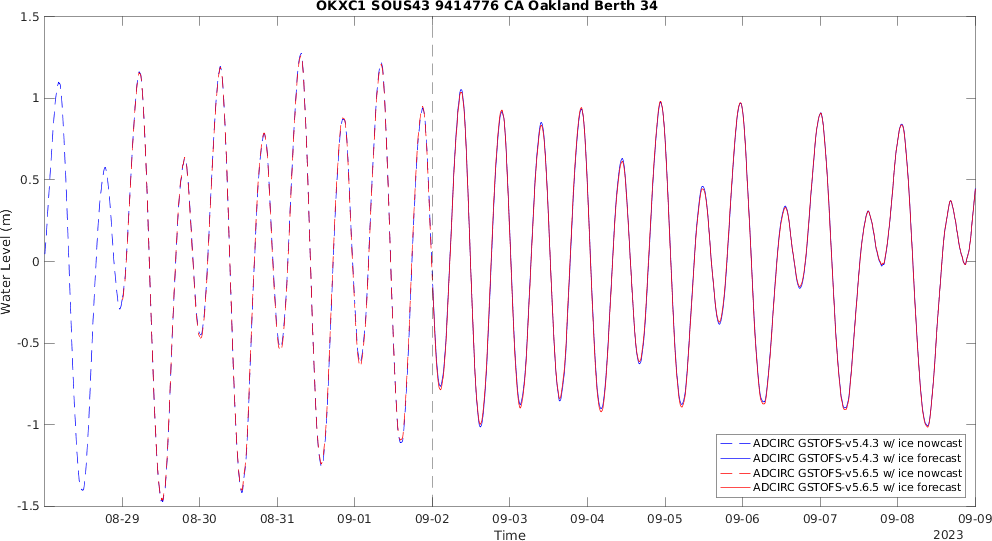 OKXC1 SOUS43 9414776 CA Oakland Berth 34
Water Level (m)
1.5
1
0.5
0
-0.5
-1
-1.5
ADCIRC GSTOFS-v5.4.3 w/ ice nowcast
ADCIRC GSTOFS-v5.4.3 w/ ice forecast
ADCIRC GSTOFS-v5.6.5 w/ ice nowcast
ADCIRC GSTOFS-v5.6.5 w/ ice forecast
08-29 08-30 08-31 09-01 09-02 09-03 09-04 09-05 09-06 09-07 09-08 09-09
Time
2023